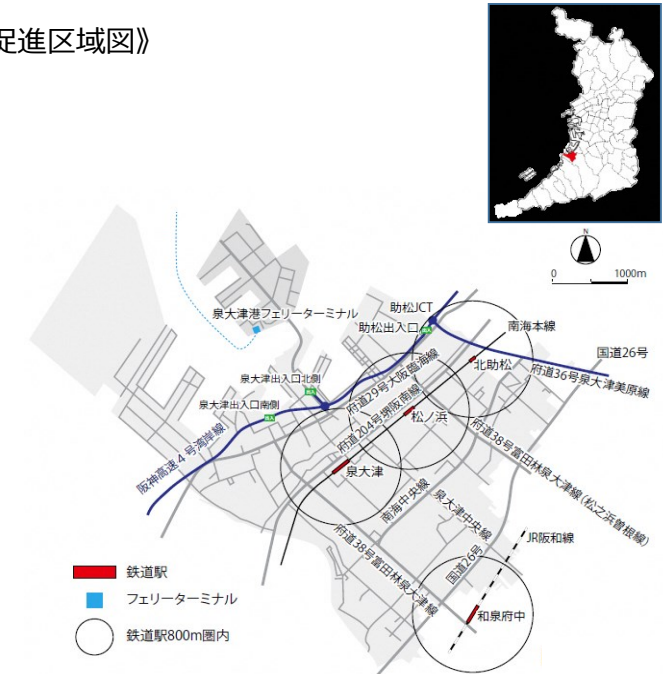 促進区域図》
N
0 1000m
助松JCT
泉大津港フェリーターミナル
助松出入口
出入
南海本線
国道26号
北助松
府道36号泉大津美原線
泉大津出入口北側
出入
府道29号大阪臨海線
泉大津出入口南側
出入
府道204号堺阪南線
松ノ浜
阪神高速4号湾岸線
泉大津
府道38号富田林泉大津線(松之浜曽根線)
南海中央線
泉大津中央線
府道38号富田林泉大津線
国道26号
JR阪和線
和泉府中
鉄道駅
フェリーターミナル
鉄道駅800m圏内